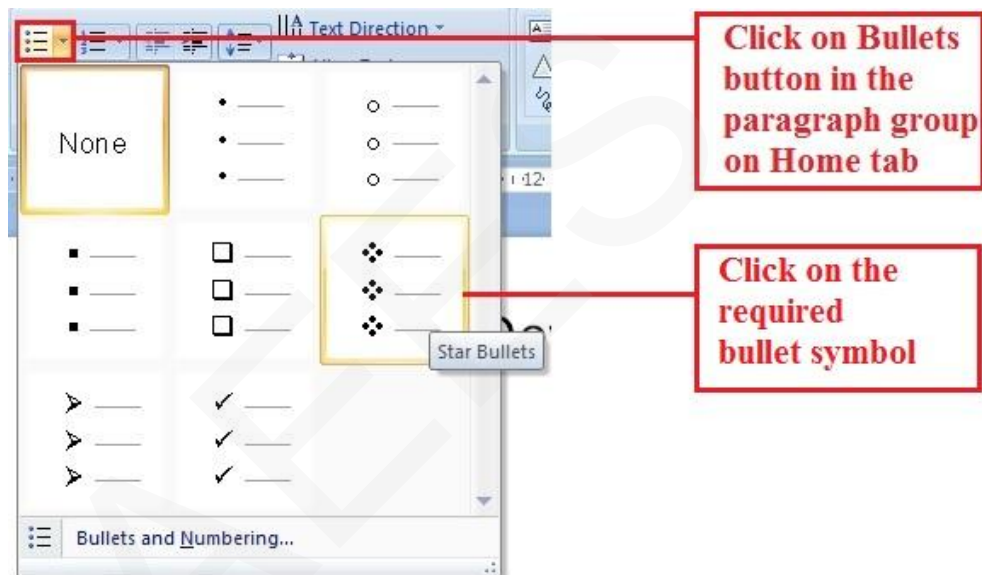 Text Direction
Click on Bullets
button in the
paragraph group
on Home tab
None
12
Click on the
required
bullet symbol
Star Bullets
Bullets and Numbering...